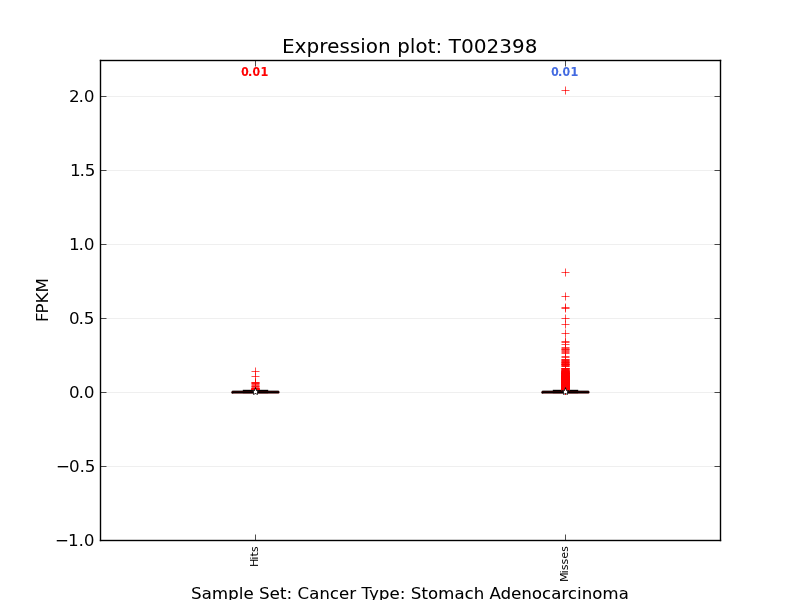 Expression plot: T002398
0.01
0.01
2.0
1.5
1.0
0.5
0.0
−0.5
−1.0
FPKM
Hits
Misses
Sample Set: Cancer Type: Stomach Adenocarcinoma